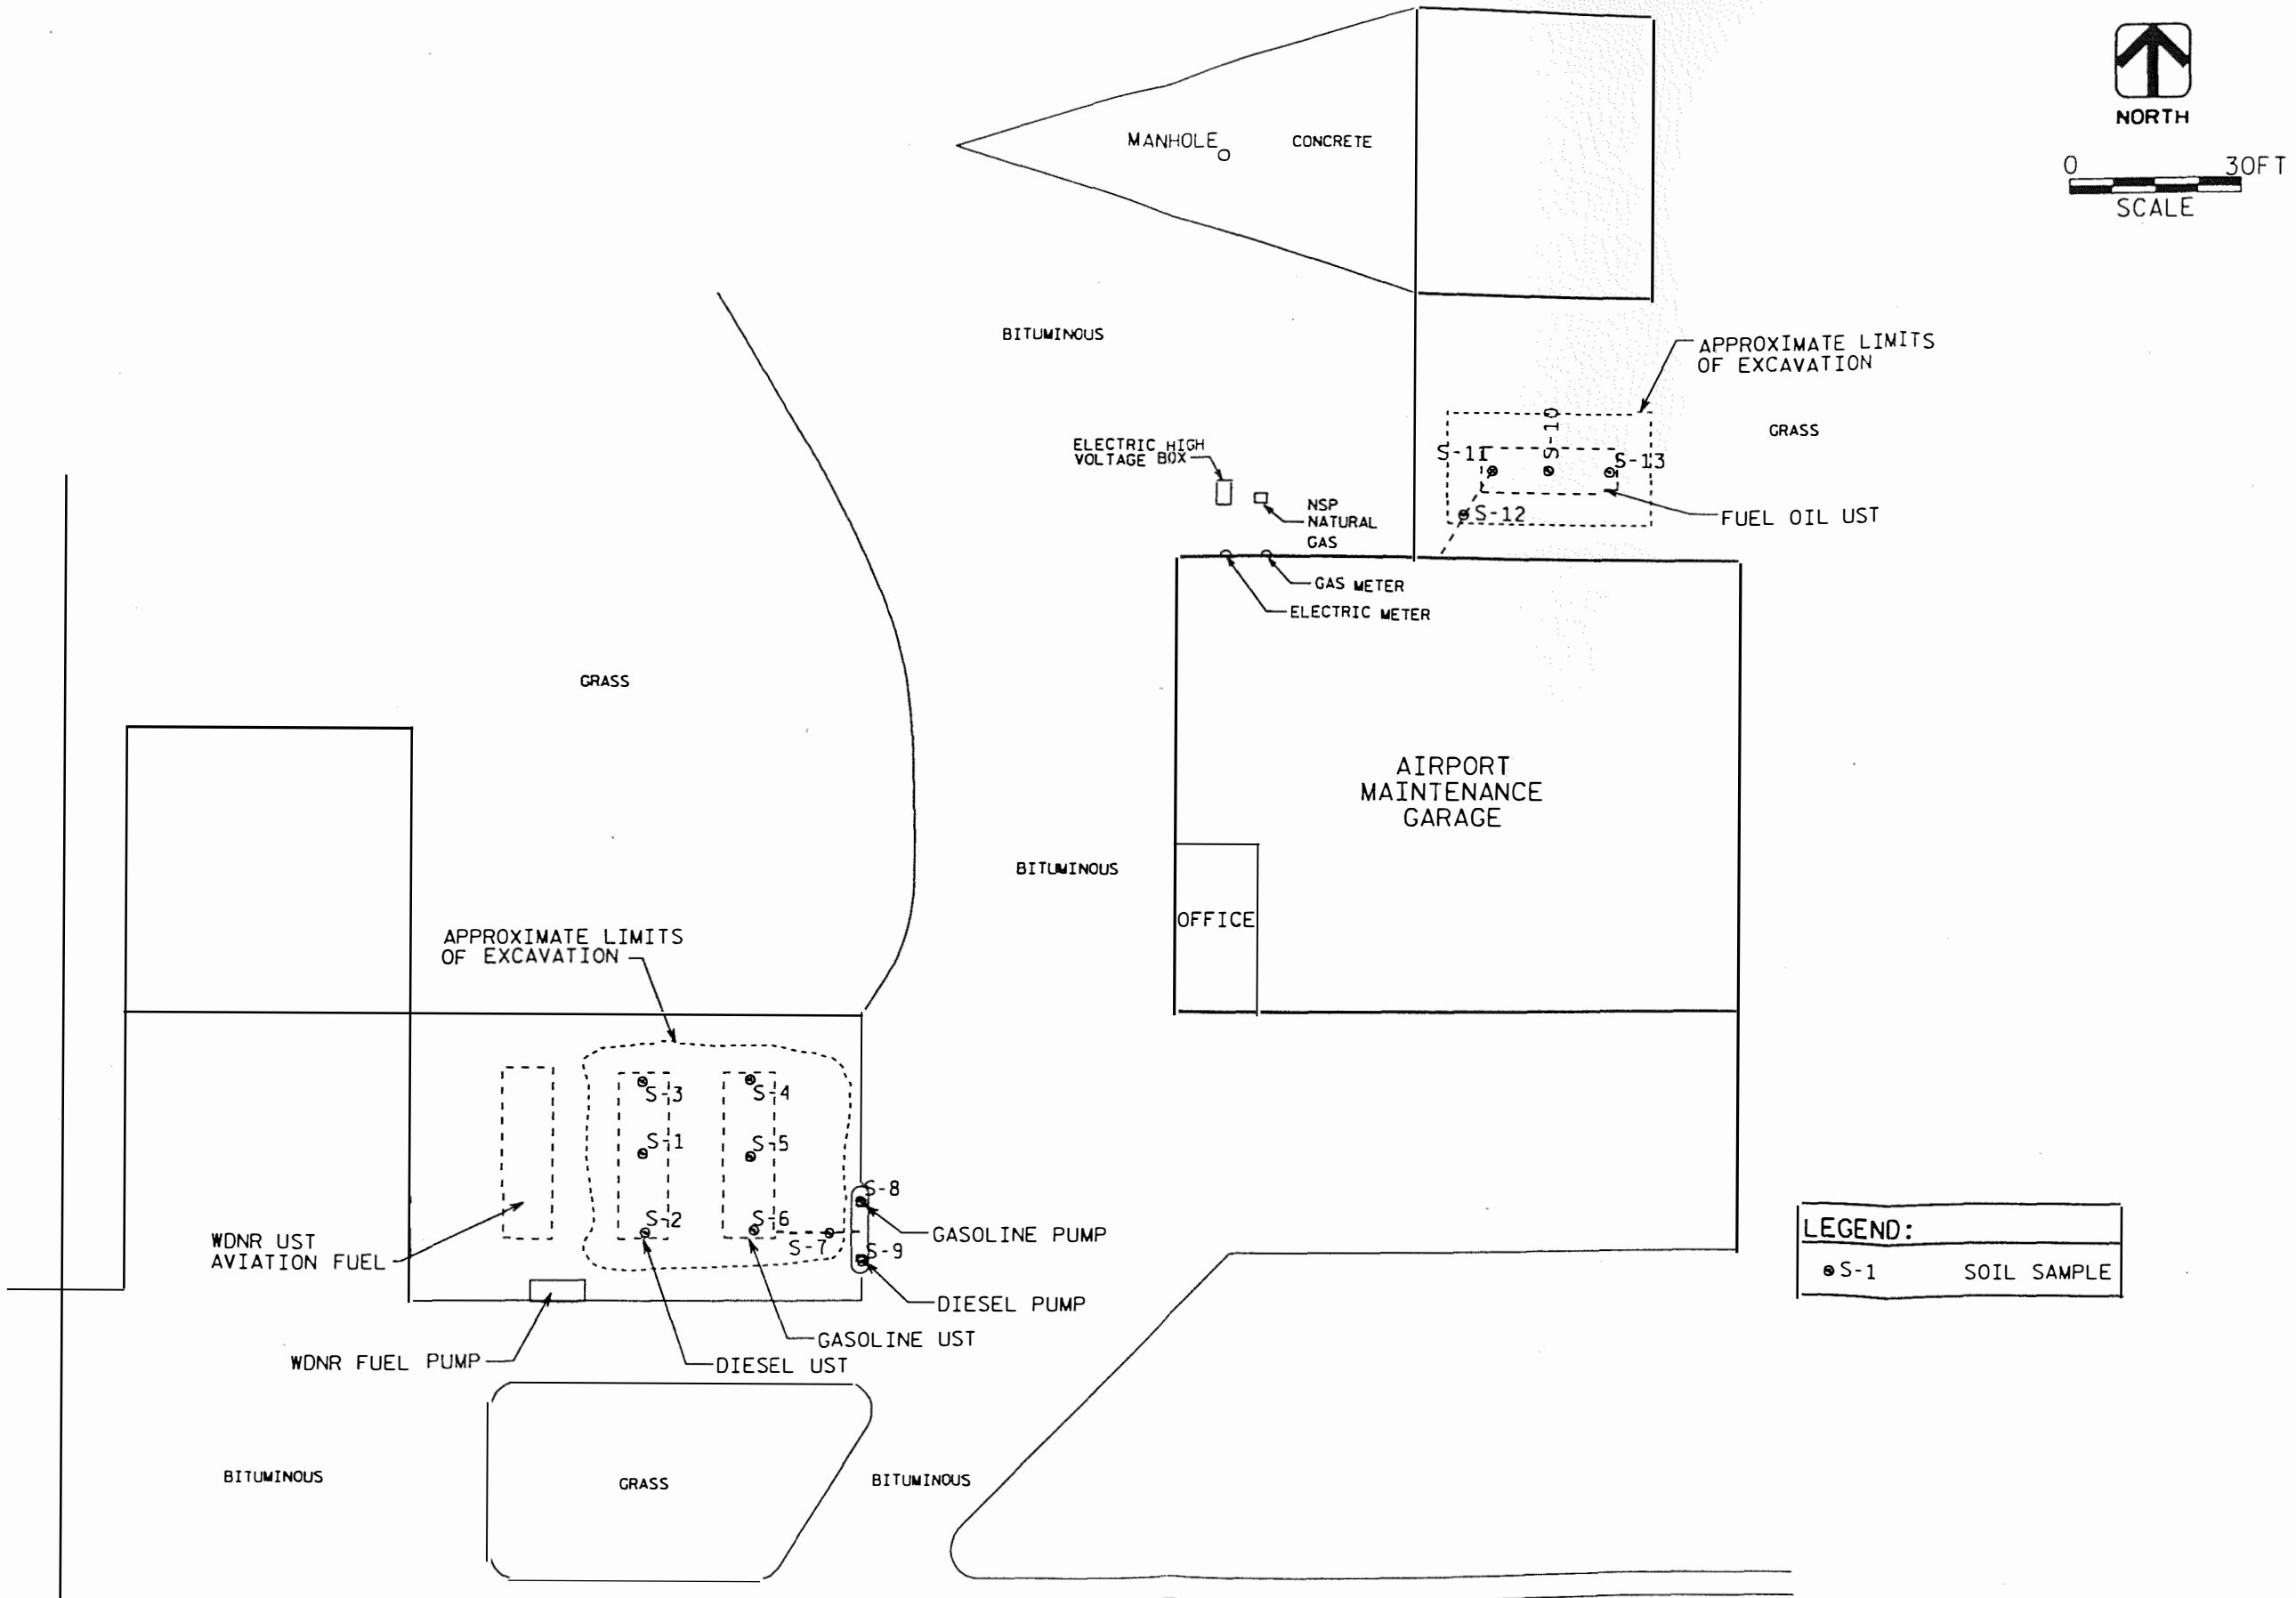 NORTH
0 30FT
SCALE
MANHOLE
CONCRETE
BITUMINOUS
APPROXIMATE LIMITS
OF EXCAVATION
GRASS
ELECTRIC HIGH
VOLTAGE BOX
S-10
S-11
S-13
S-12
NSP
NATURAL
GAS
FUEL OIL UST
GAS METER
ELECTRIC METER
GRASS
AIRPORT
MAINTENANCE
GARAGE
BITUMINOUS
OFFICE
APPROXIMATE LIMITS
OF EXCAVATION
S-3
S-4
S-1
S-5
S-8
S-2
S-6
S-7
S-9
GASOLINE PUMP
WDNR UST
AVIATION FUEL
DIESEL PUMP
GASOLINE UST
WDNR FUEL PUMP
DIESEL UST
LEGEND:
S-1 SOIL SAMPLE
BITUMINOUS
GRASS
BITUMINOUS